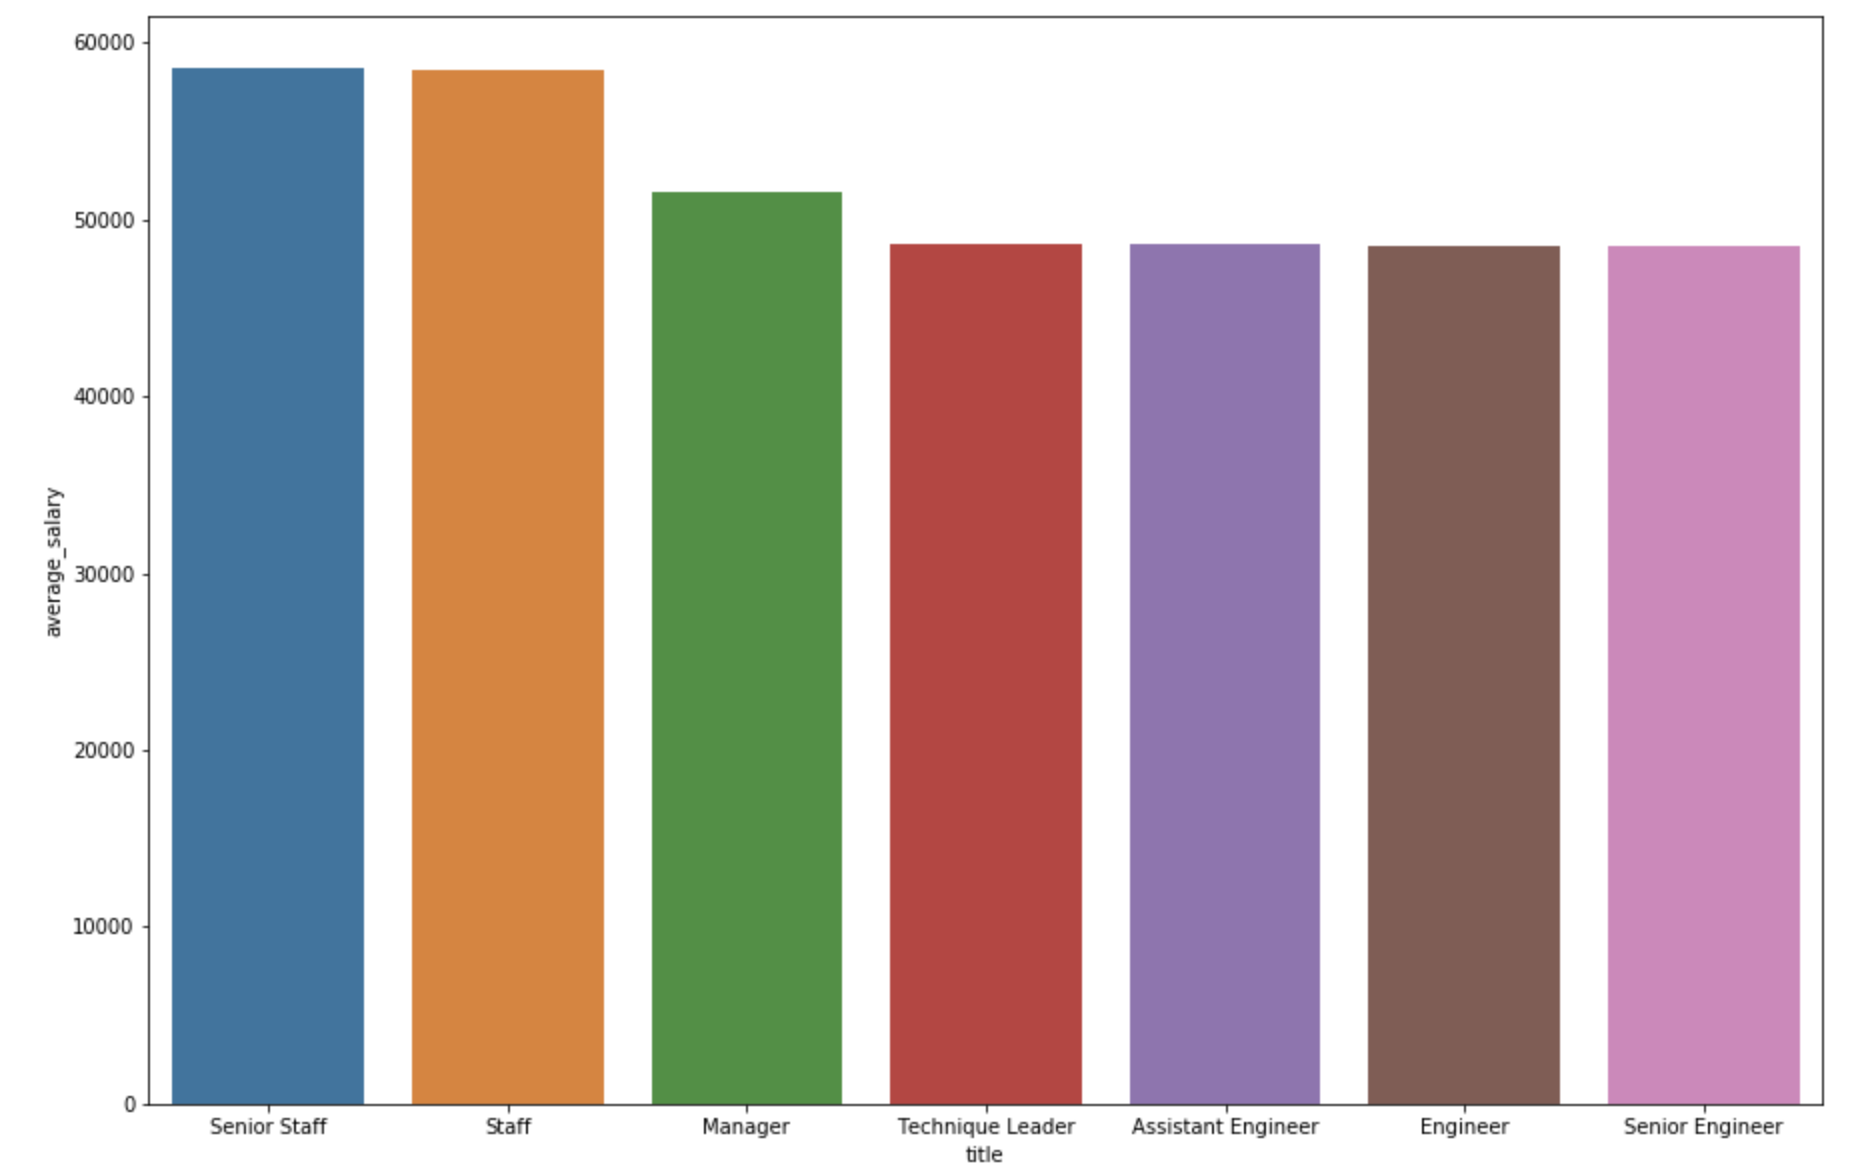 60000
50000
40000
30000
20000
10000
0
average_salary
Senior Staff Staff Manager Technique Leader Assistant Engineer Engineer Senior Engineer
title